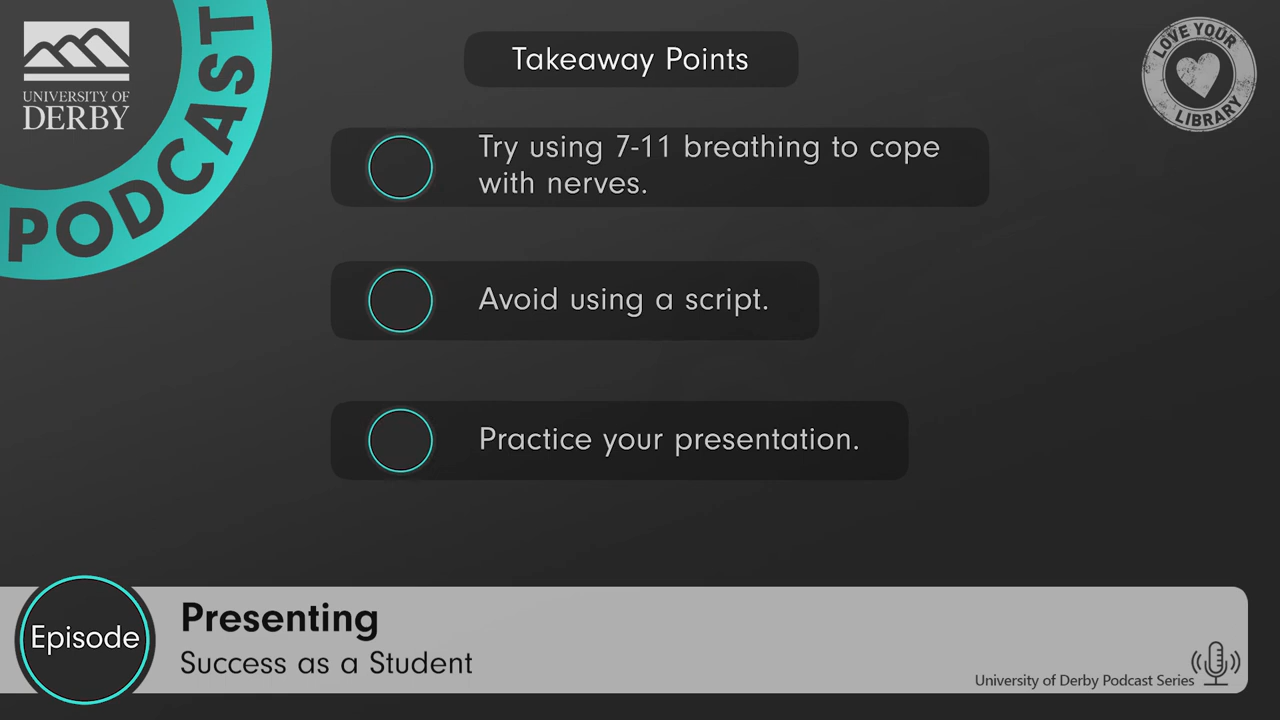 UNIVERSITY OF
DERBY
PODCAST
LOVE YOUR
LIBRARY
Takeaway Points
Try using 7-11 breathing to cope
with nerves.
Avoid using a script.
Practice your presentation.
Episode
Presenting
Success as a Student
University of Derby Podcast Series